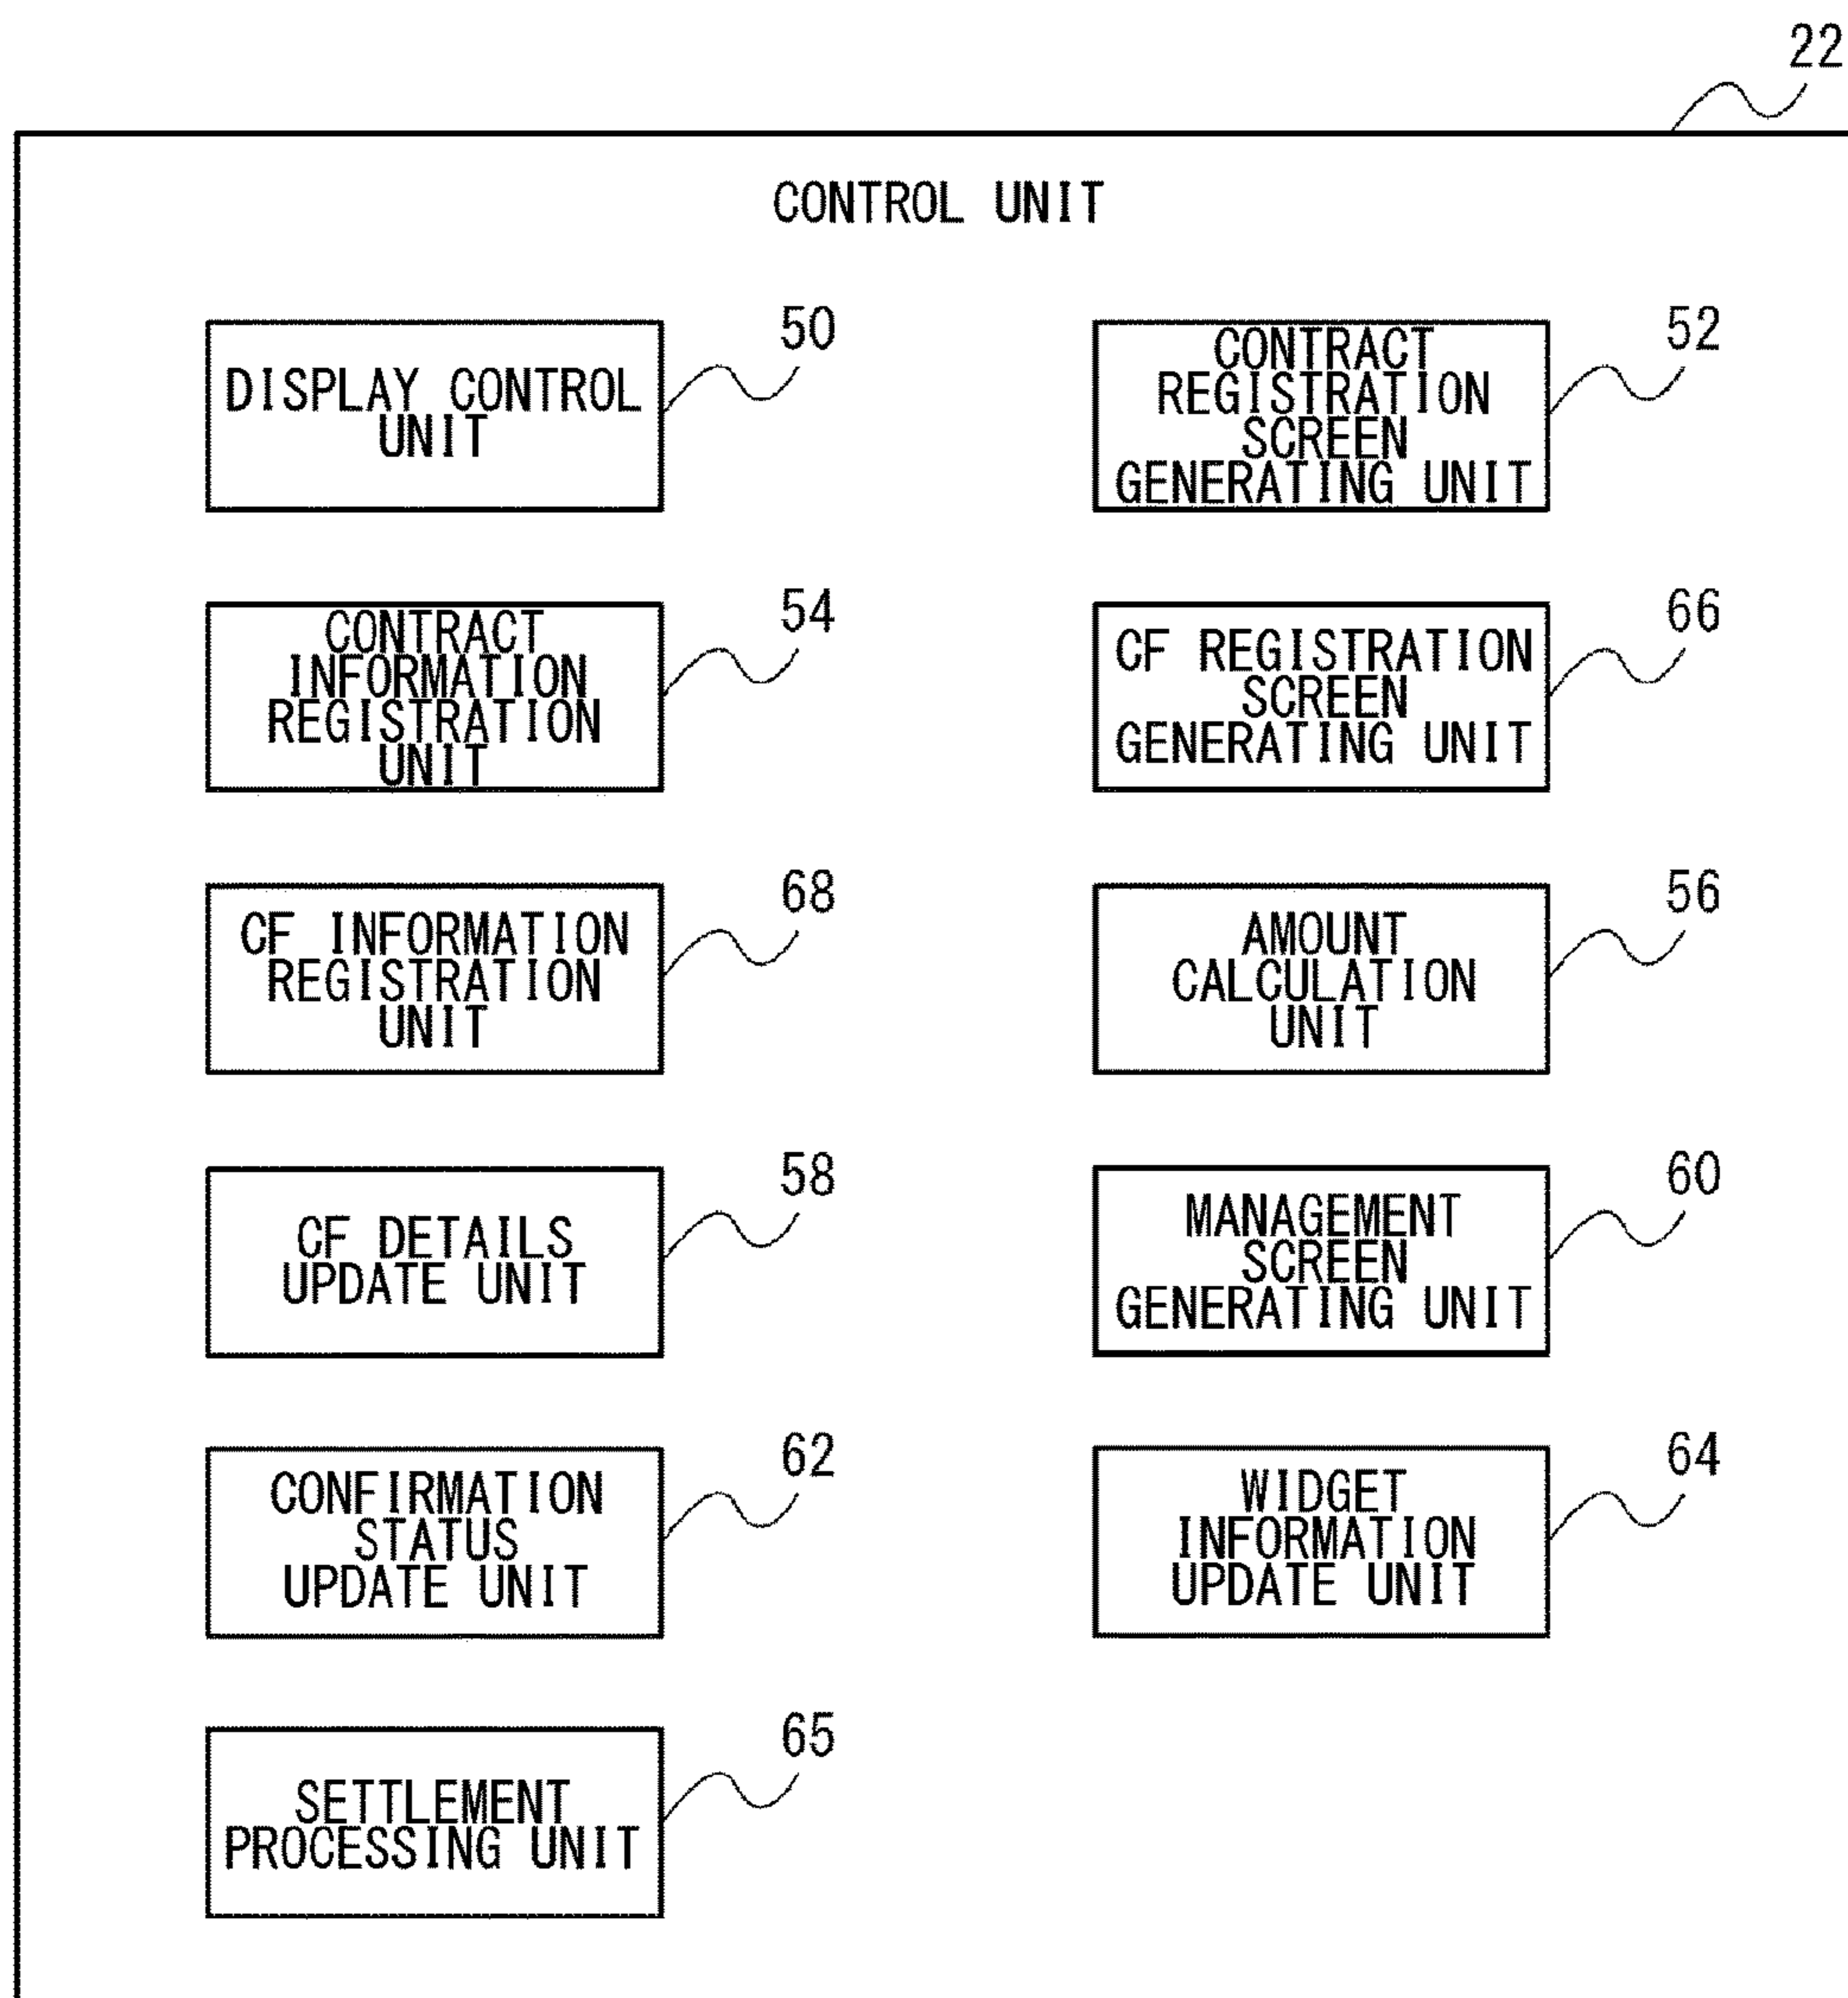 22
CONTROL UNIT
DISPLAY CONTROL
UNIT
50
CONTRACT
REGISTRATION
SCREEN
GENERATING UNIT
52
CONTRACT
INFORMATION
REGISTRATION
UNIT
54
CF REGISTRATION
SCREEN
GENERATING UNIT
66
CF INFORMATION
REGISTRATION
UNIT
68
AMOUNT
CALCULATION
UNIT
56
CF DETAILS
UPDATE UNIT
58
MANAGEMENT
SCREEN
GENERATING UNIT
60
CONFIRMATION
STATUS
UPDATE UNIT
62
WIDGET
INFORMATION
UPDATE UNIT
64
SETTLEMENT
PROCESSING UNIT
65